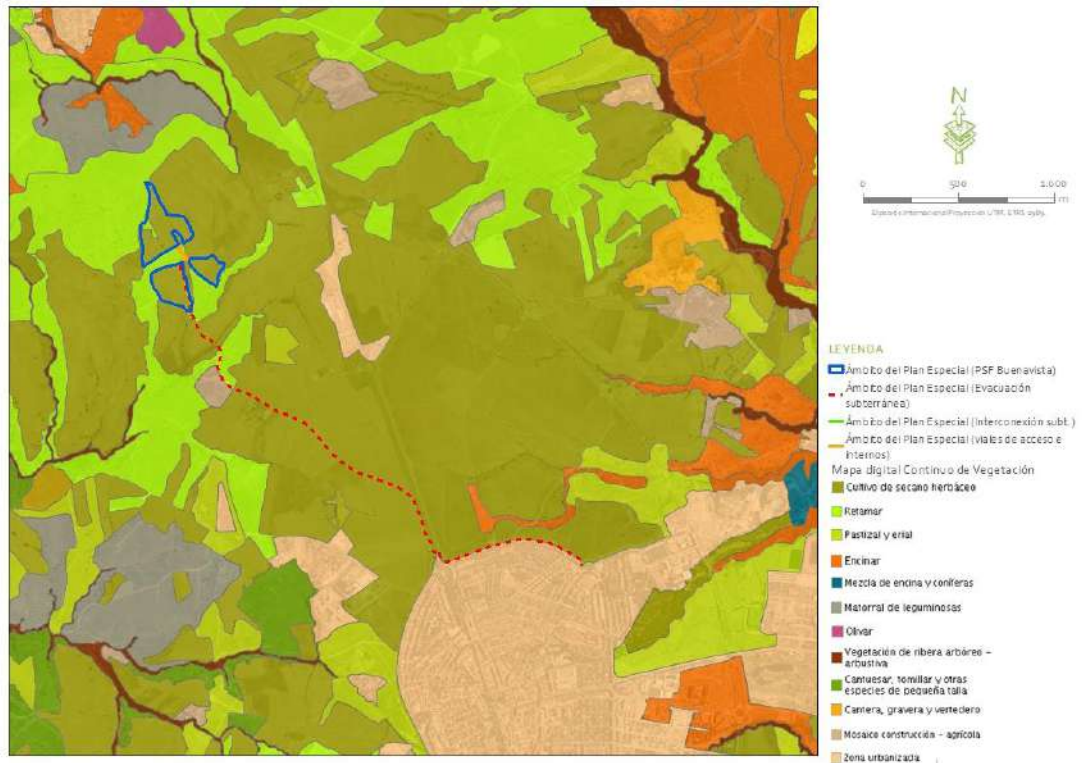 N
0 500 1.000
m
LEYENDA
Ámbito del Plan Especial (PSF Buenavista)
Ámbito del Plan Especial (Evacuación
subterránea)
Ámbito del Plan Especial (Interconexión subt.)
Ámbito del Plan Especial (viales de acceso e
internos)
Mapa digital Continuo de Vegetación
Cultivo de secano herbáceo
Retamar
Pastizal y erial
Encinar
Mezcla de encina y coníferas
Matorral de leguminosas
Olivar
Vegetación de ribera arbóreo –
arbustiva
Cantuesar, tomillar y otras
especies de pequeña talla
Cantera, gravera y vertedero
Mosaico construcción – agrícola
Zona urbanizada